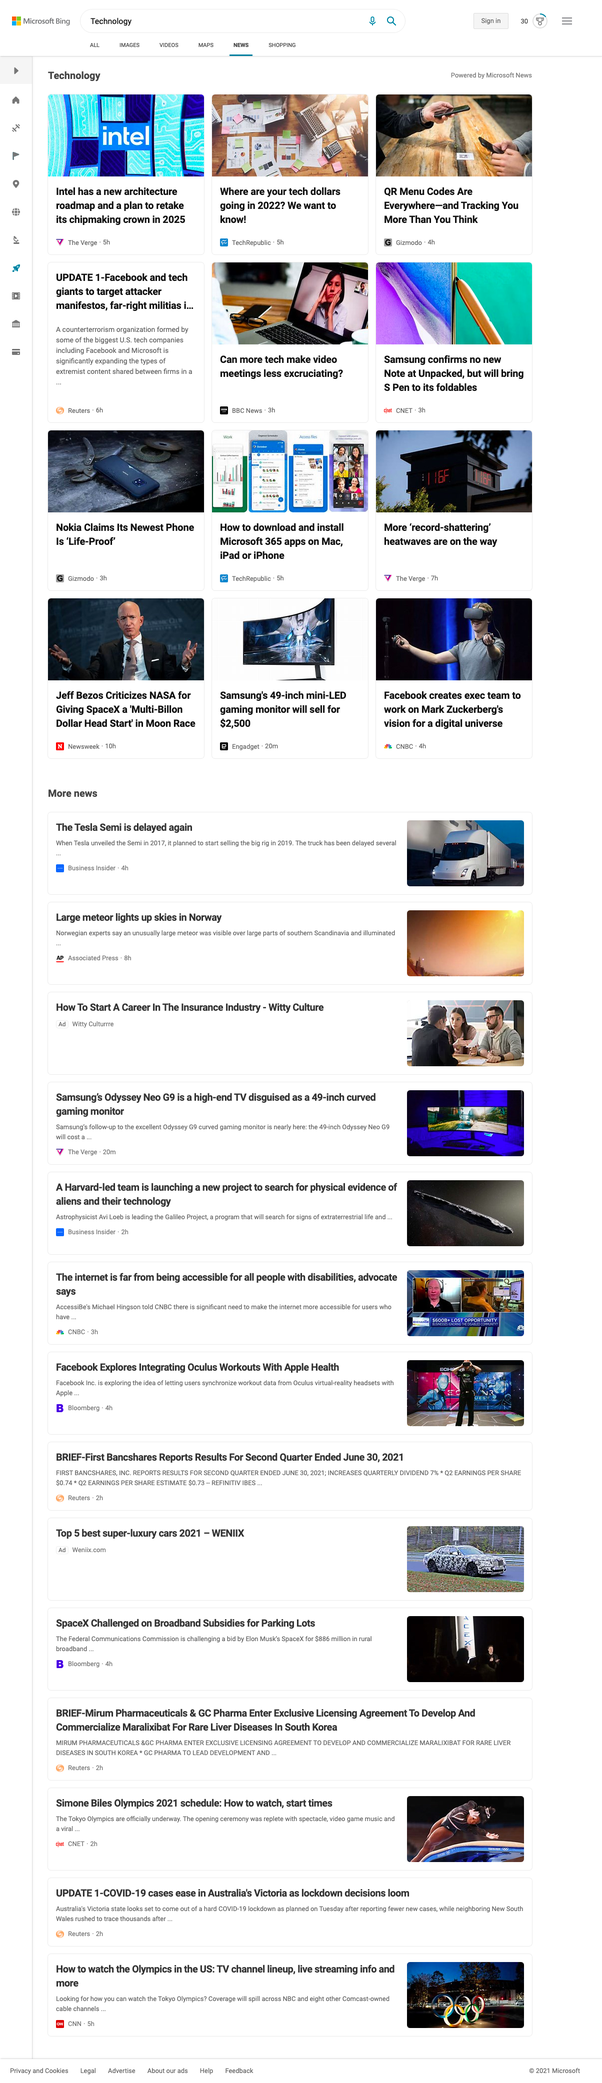 Microsoft Bing
Technology
Sign in
30
ALL
IMAGES
VIDEOS
MAPS
NEWS
SHOPPING
Technology
Powered by Microsoft News
intel
Intel has a new architecture
roadmap and a plan to retake
its chipmaking crown in 2025
The Verge · 5h
Where are your tech dollars
going in 2022? We want to
know!
TechRepublic · 5h
QR Menu Codes Are
Everywhere—and Tracking You
More Than You Think
Gizmodo · 4h
UPDATE 1-Facebook and tech
giants to target attacker
manifestos, far-right militias i...
A counterterrorism organization formed by
some of the biggest U.S. tech companies
including Facebook and Microsoft is
significantly expanding the types of
extremist content shared between firms in a
...
Reuters · 6h
Can more tech make video
meetings less excruciating?
BBC News · 3h
Samsung confirms no new
Note at Unpacked, but will bring
S Pen to its foldables
CNET · 3h
Nokia Claims Its Newest Phone
Is ‘Life-Proof’
Gizmodo · 3h
How to download and install
Microsoft 365 apps on Mac,
iPad or iPhone
TechRepublic · 5h
116F
More ‘record-shattering’
heatwaves are on the way
The Verge · 7h
Jeff Bezos Criticizes NASA for
Giving SpaceX a 'Multi-Billon
Dollar Head Start' in Moon Race
Newsweek · 10h
Samsung's 49-inch mini-LED
gaming monitor will sell for
$2,500
Engadget · 20m
Facebook creates exec team to
work on Mark Zuckerberg's
vision for a digital universe
CNBC · 4h
More news
The Tesla Semi is delayed again
When Tesla unveiled the Semi in 2017, it planned to start selling the big rig in 2019. The truck has been delayed several
...
Business Insider · 4h
Large meteor lights up skies in Norway
Norwegian experts say an unusually large meteor was visible over large parts of southern Scandinavia and illuminated
...
AP Associated Press · 8h
How To Start A Career In The Insurance Industry - Witty Culture
Ad Witty Culturrre
Samsung’s Odyssey Neo G9 is a high-end TV disguised as a 49-inch curved
gaming monitor
Samsung’s follow-up to the excellent Odyssey G9 curved gaming monitor is nearly here: the 49-inch Odyssey Neo G9
will cost a ...
The Verge · 20m
A Harvard-led team is launching a new project to search for physical evidence of
aliens and their technology
Astrophysicist Avi Loeb is leading the Galileo Project, a program that will search for signs of extraterrestrial life and ...
Business Insider · 2h
The internet is far from being accessible for all people with disabilities, advocate
says
AccessiBe's Michael Hingson told CNBC there is significant need to make the internet more accessible for users who
have ...
CNBC · 3h
$600B+ LOST OPPORTUNITY
Facebook Explores Integrating Oculus Workouts With Apple Health
Facebook Inc. is exploring the idea of letting users synchronize workout data from Oculus virtual-reality headsets with
Apple ...
B Bloomberg · 4h
BRIEF-First Bancshares Reports Results For Second Quarter Ended June 30, 2021
FIRST BANCSHARES, INC. REPORTS RESULTS FOR SECOND QUARTER ENDED JUNE 30, 2021; INCREASES QUARTERLY DIVIDEND 7% * Q2 EARNINGS PER SHARE
$0.74 * Q2 EARNINGS PER SHARE ESTIMATE $0.73 -- REFINITIV IBES ...
Reuters · 2h
Top 5 best super-luxury cars 2021 – WENIIX
Ad Weniix.com
SpaceX Challenged on Broadband Subsidies for Parking Lots
The Federal Communications Commission is challenging a bid by Elon Musk's SpaceX for $886 million in rural
broadband ...
B Bloomberg · 4h
BRIEF-Mirum Pharmaceuticals & GC Pharma Enter Exclusive Licensing Agreement To Develop And
Commercialize Maralixibat For Rare Liver Diseases In South Korea
MIRUM PHARMACEUTICALS &GC PHARMA ENTER EXCLUSIVE LICENSING AGREEMENT TO DEVELOP AND COMMERCIALIZE MARALIXIBAT FOR RARE LIVER
DISEASES IN SOUTH KOREA * GC PHARMA TO LEAD DEVELOPMENT AND ...
Reuters · 2h
Simone Biles Olympics 2021 schedule: How to watch, start times
The Tokyo Olympics are officially underway. The opening ceremony was replete with spectacle, video game music and
a viral ...
CNET · 2h
UPDATE 1-COVID-19 cases ease in Australia's Victoria as lockdown decisions loom
Australia's Victoria state looks set to come out of a hard COVID-19 lockdown as planned on Tuesday after reporting fewer new cases, while neighboring New South
Wales rushed to trace thousands after ...
Reuters · 2h
How to watch the Olympics in the US: TV channel lineup, live streaming info and
more
Looking for how you can watch the Tokyo Olympics? Coverage will spill across NBC and eight other Comcast-owned
cable channels ...
CNN · 5h
Privacy and Cookies
Legal
Advertise
About our ads
Help
Feedback
© 2021 Microsoft